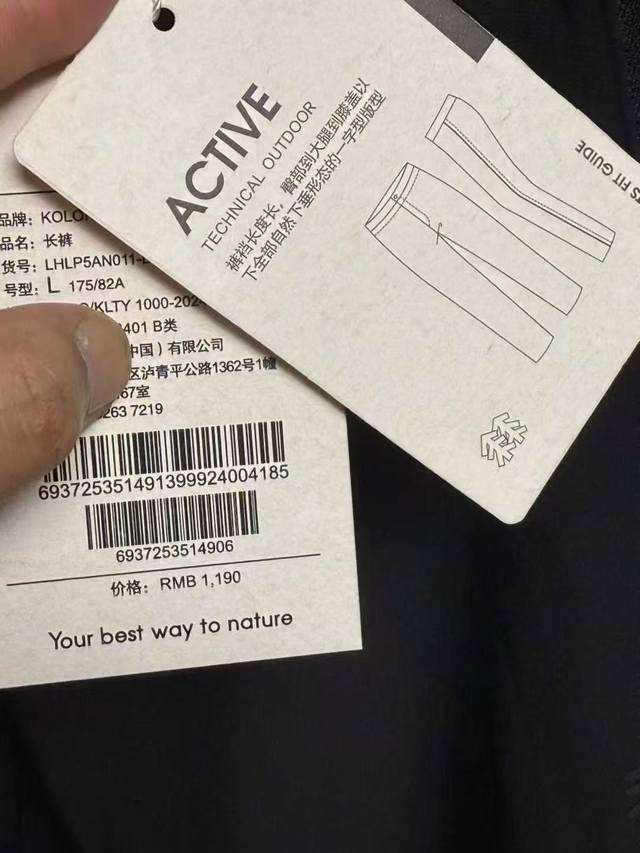 ACTIVE
TECHNICAL OUTDOOR
裤裆长度长，臀部到大腿到膝盖以
下全部自然下垂形态的一字型版型
FIT GUIDE
品牌：KOLON
品名：长裤
货号：LHLP5AN011-
号型：L 175/82A
/KLTY 1000-202
401 B类
中国）有限公司
区泸青平公路1362号1幢
67室
263 7219
693725351491399924004185
6937253514906
价格：RMB 1,190
Your best way to nature